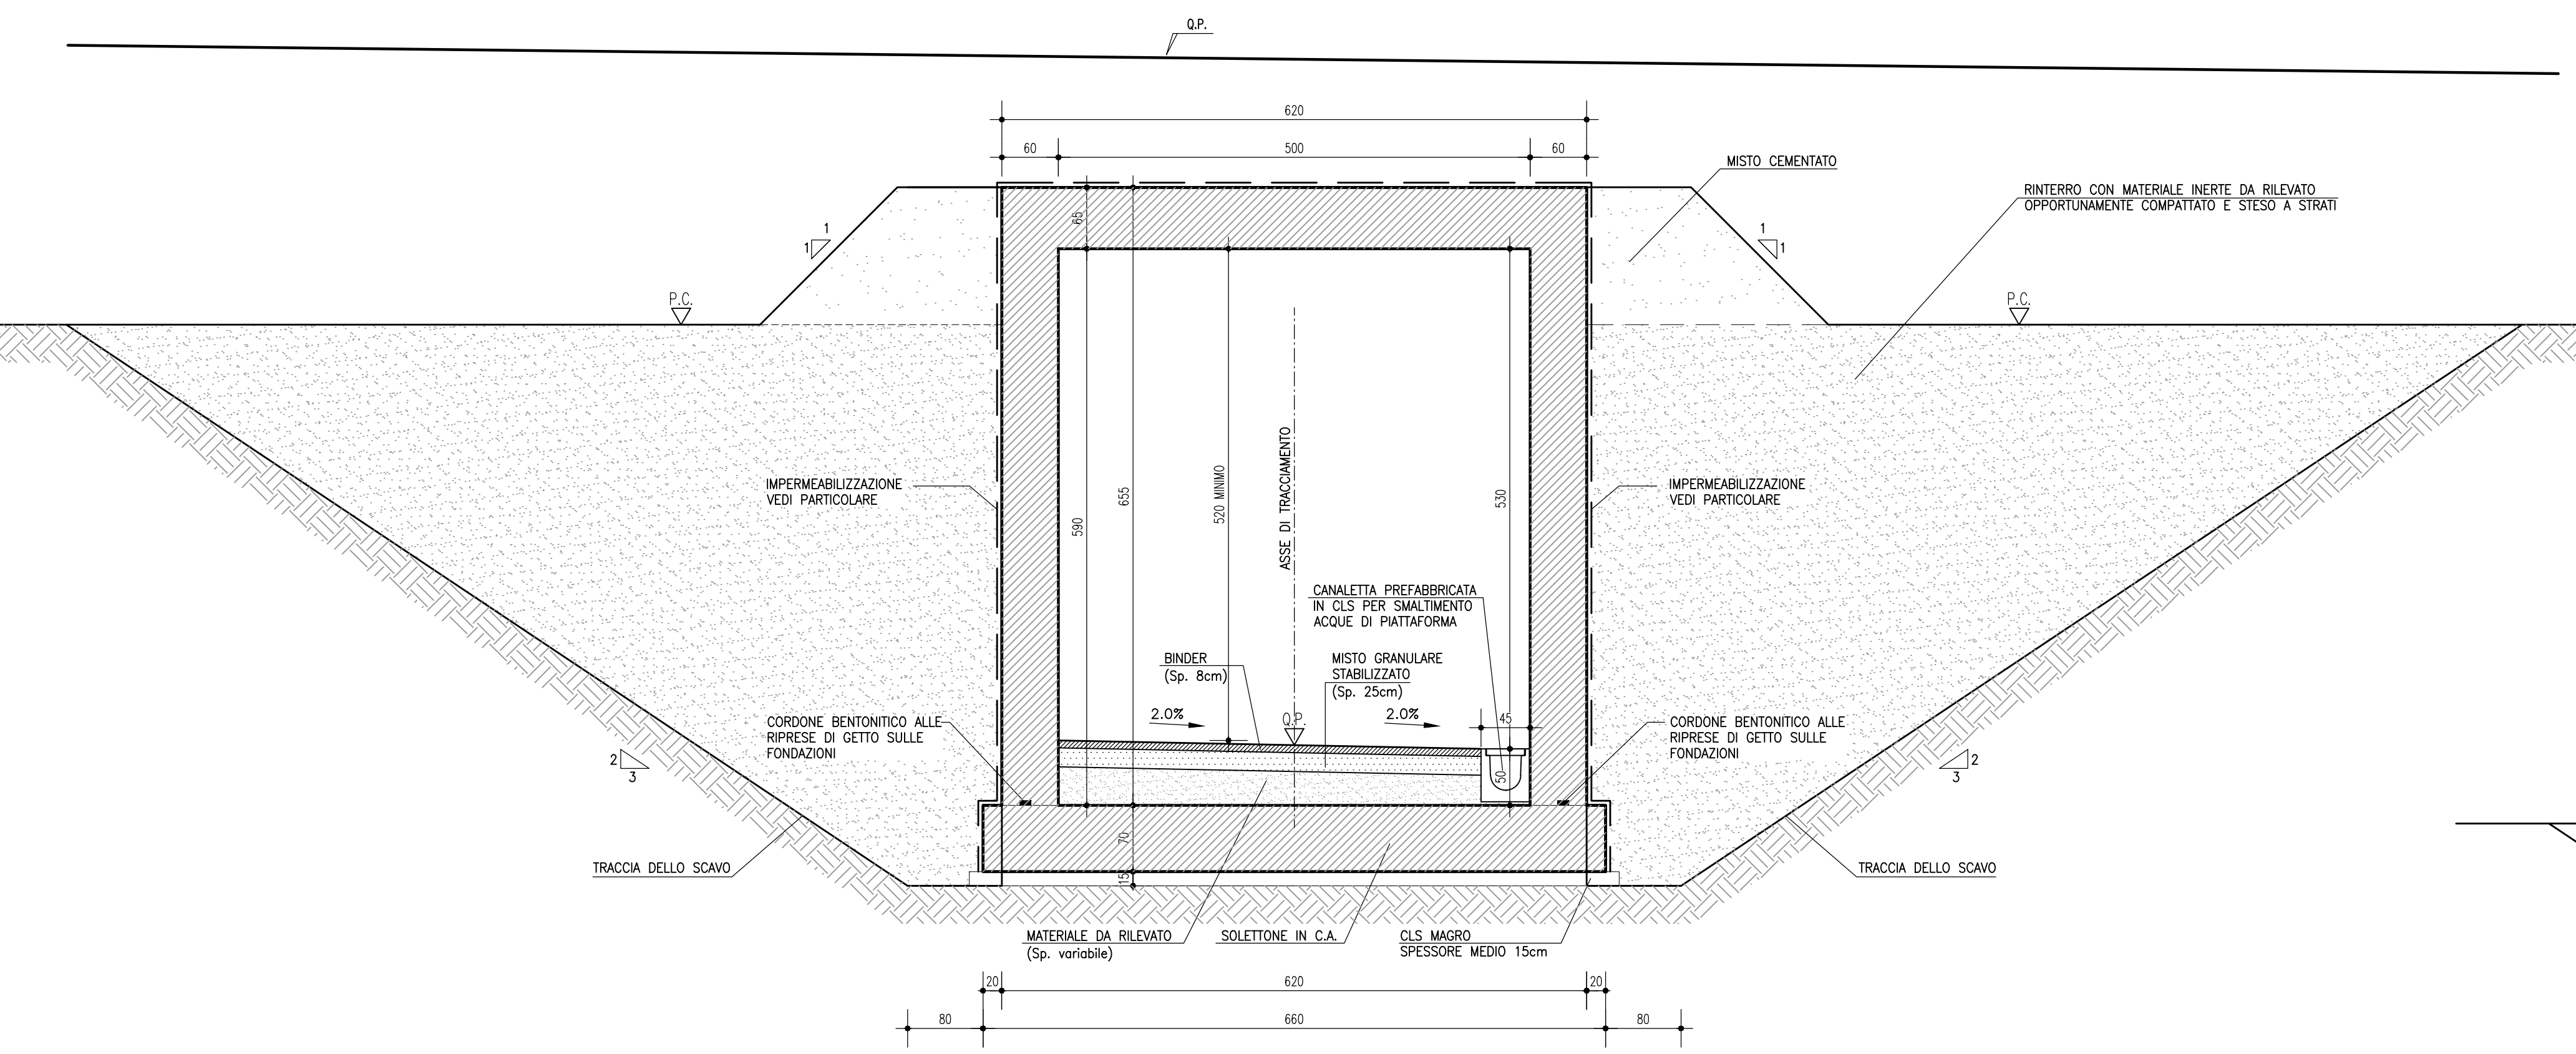 Q.P.
620
60
500
60
MISTO CEMENTATO
RINTERRO CON MATERIALE INERTE DA RILEVATO
OPPORTUNAMENTE COMPATTATO E STESO A STRATI
65
1
1
1
1
P.C.
P.C.
IMPERMEABILIZZAZIONE
VEDI PARTICOLARE
590
655
520 MINIMO
ASSE DI TRACCIAMENTO
530
IMPERMEABILIZZAZIONE
VEDI PARTICOLARE
CANALETTA PREFABBRICATA
IN CLS PER SMALTIMENTO
ACQUE DI PIATTAFORMA
BINDER
(Sp. 8cm)
MISTO GRANULARE
STABILIZZATO
(Sp. 25cm)
2.0%
Q.P.
2.0%
45
CORDONE BENTONITICO ALLE
RIPRESE DI GETTO SULLE
FONDAZIONI
CORDONE BENTONITICO ALLE
RIPRESE DI GETTO SULLE
FONDAZIONI
2
3
2
3
50
70
15
TRACCIA DELLO SCAVO
TRACCIA DELLO SCAVO
MATERIALE DA RILEVATO
(Sp. variabile)
SOLETTONE IN C.A.
CLS MAGRO
SPESSORE MEDIO 15cm
20
620
20
80
660
80